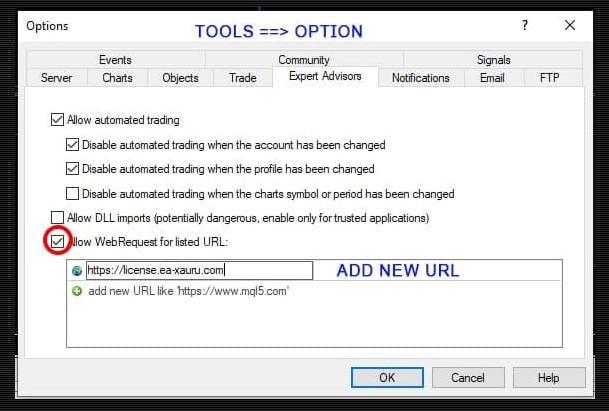 Options
TOOLS ==> OPTION
?
Events Community Signals
Server Charts Objects Trade Expert Advisors Notifications Email FTP
Allow automated trading
Disable automated trading when the account has been changed
Disable automated trading when the profile has been changed
Disable automated trading when the charts symbol or period has been changed
Allow DLL imports (potentially dangerous, enable only for trusted applications)
llow WebRequest for listed URL:
https://license.ea-xauru.com
ADD NEW URL
add new URL like 'https://www.mql5.com'
OK Cancel Help